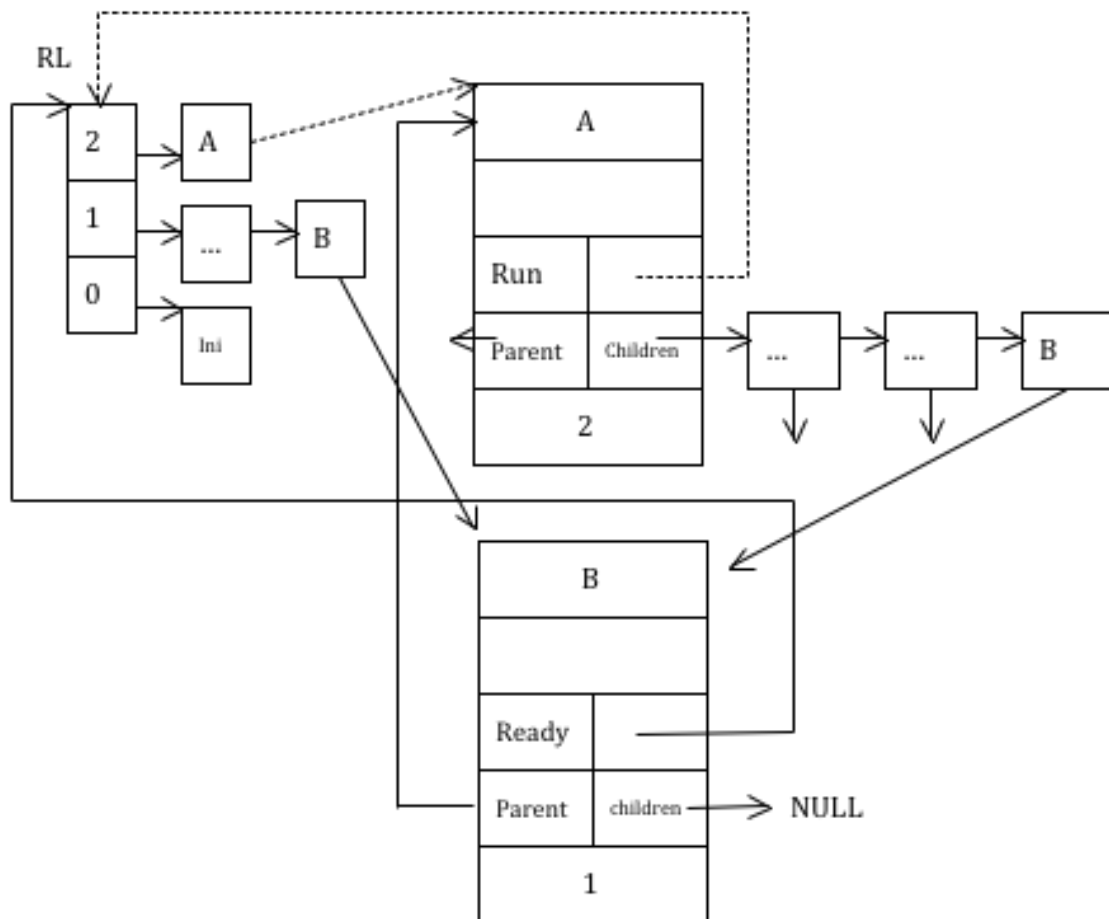 RL
2
A
1
...
B
0
Ini
A
Run
Parent
Children
2
...
...
B
B
Ready
Parent
children
NULL
1